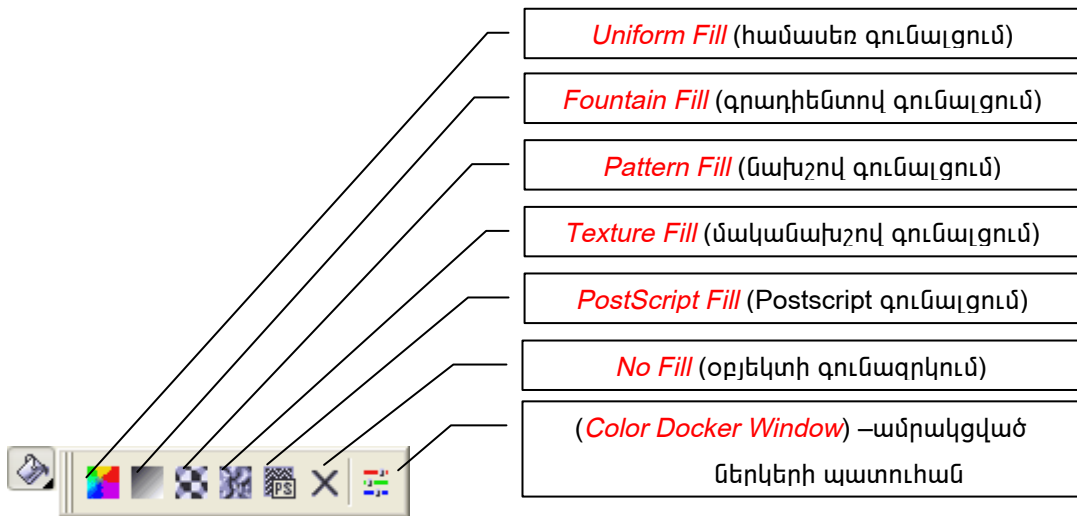 Uniform Fill (համասեռ գունալցում)
Fountain Fill (գրադիենտով գունալցում)
Pattern Fill (նախշով գունալցում)
Texture Fill (մականախշով գունալցում)
PostScript Fill (Postscript գունալցում)
No Fill (օբյեկտի գունազրկում)
(Color Docker Window) –ամրակցված
ներկերի պատուհան
PS